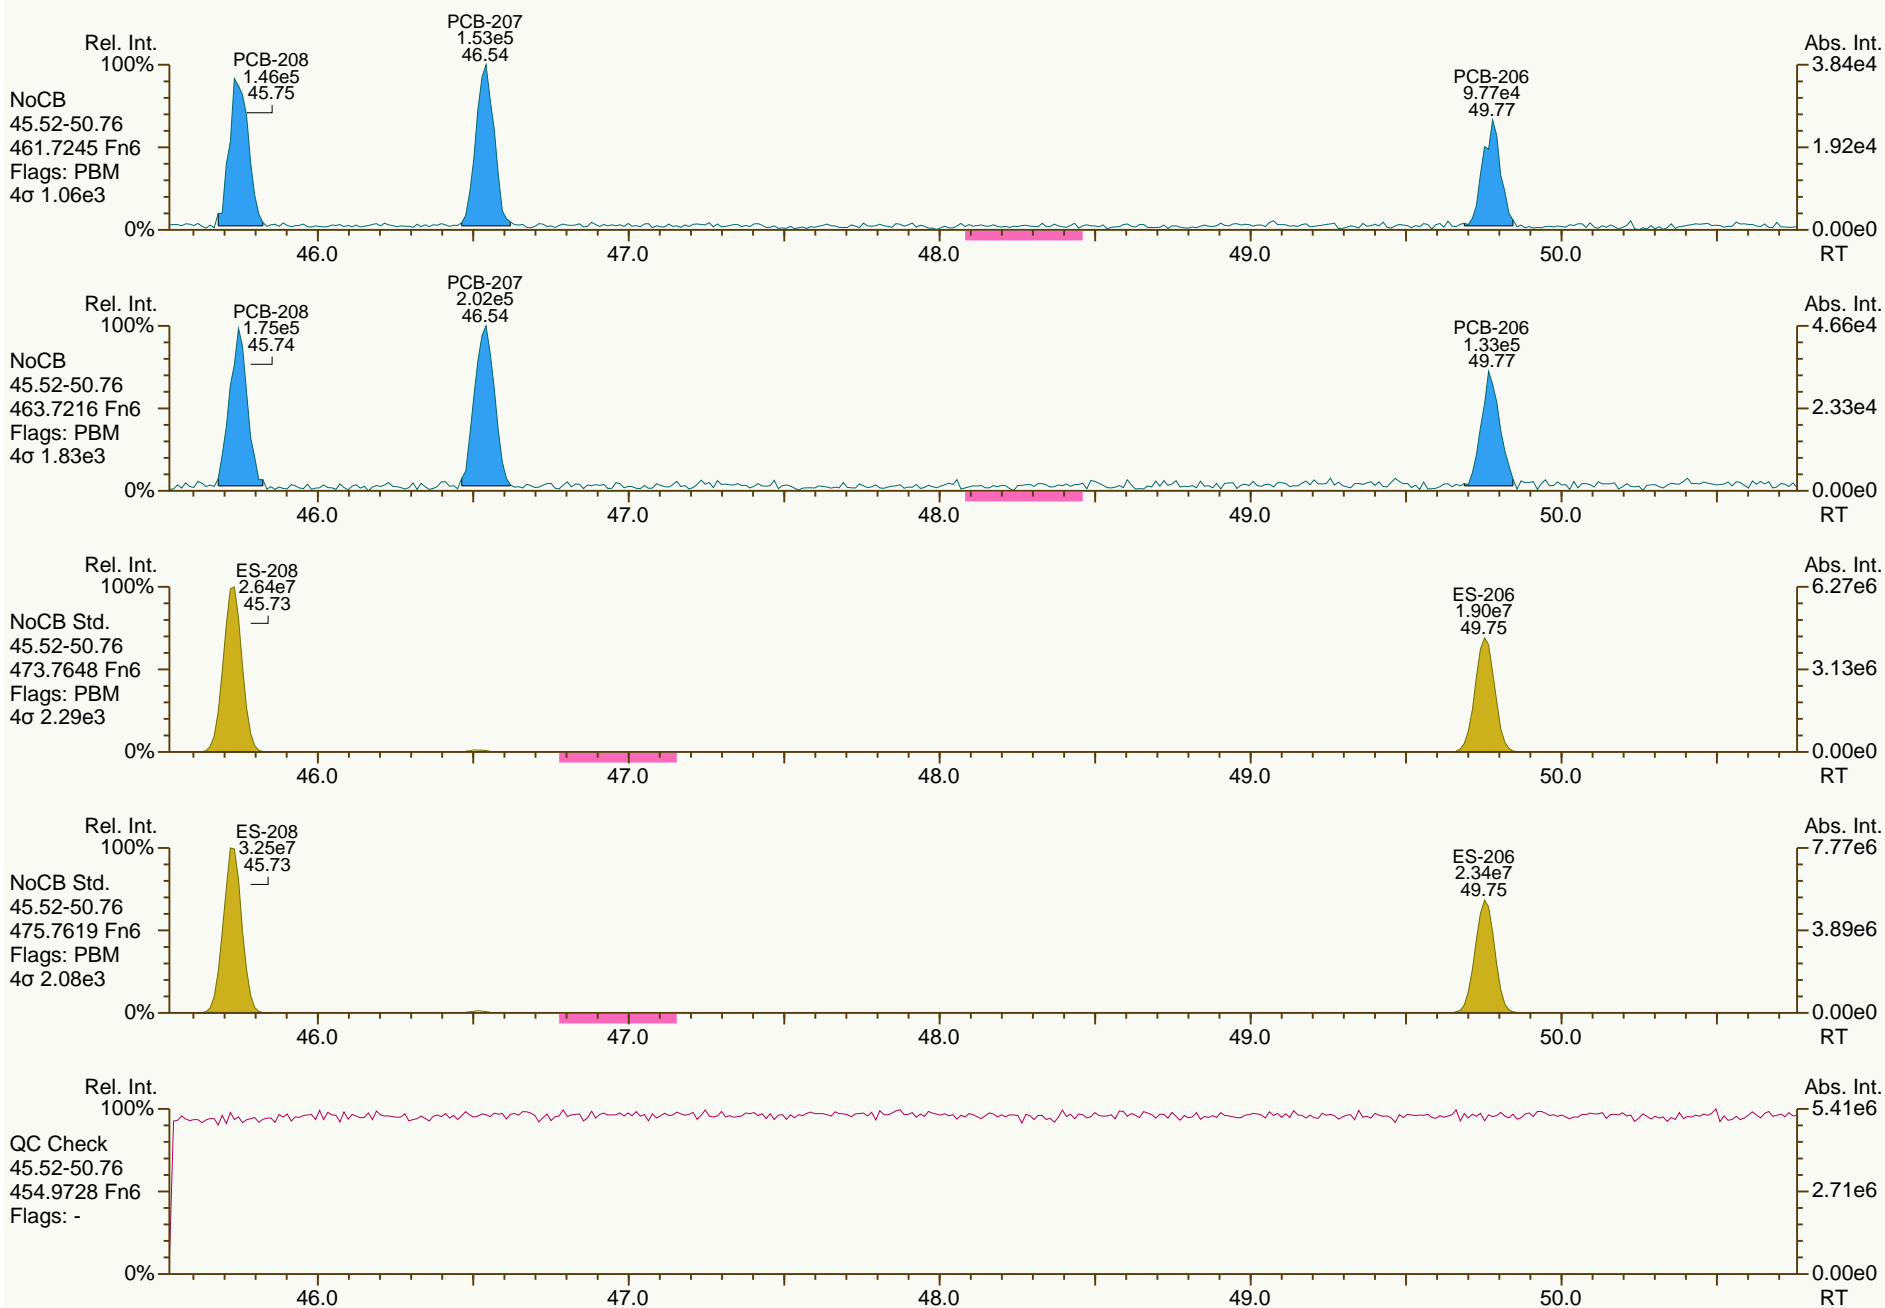 Rel. Int.
Abs. Int.
NoCB
45.52-50.76
461.7245 Fn6
Flags: PBM
4σ 1.06e3
100%
0%
PCB-208
1.46e5
45.75
PCB-207
1.53e5
46.54
PCB-206
9.77e4
49.77
3.84e4
1.92e4
0.00e0
46.0 47.0 48.0 49.0 50.0 RT
Rel. Int.
Abs. Int.
NoCB
45.52-50.76
463.7216 Fn6
Flags: PBM
4σ 1.83e3
100%
0%
PCB-208
1.75e5
45.74
PCB-207
2.02e5
46.54
PCB-206
1.33e5
49.77
4.66e4
2.33e4
0.00e0
46.0 47.0 48.0 49.0 50.0 RT
Rel. Int.
Abs. Int.
NoCB Std.
45.52-50.76
473.7648 Fn6
Flags: PBM
4σ 2.29e3
100%
0%
ES-208
2.64e7
45.73
ES-206
1.90e7
49.75
6.27e6
3.13e6
0.00e0
46.0 47.0 48.0 49.0 50.0 RT
Rel. Int.
Abs. Int.
NoCB Std.
45.52-50.76
475.7619 Fn6
Flags: PBM
4σ 2.08e3
100%
0%
ES-208
3.25e7
45.73
ES-206
2.34e7
49.75
7.77e6
3.89e6
0.00e0
46.0 47.0 48.0 49.0 50.0 RT
Rel. Int.
Abs. Int.
QC Check
45.52-50.76
454.9728 Fn6
Flags: -
100%
0%
5.41e6
2.71e6
0.00e0
46.0 47.0 48.0 49.0 50.0 RT